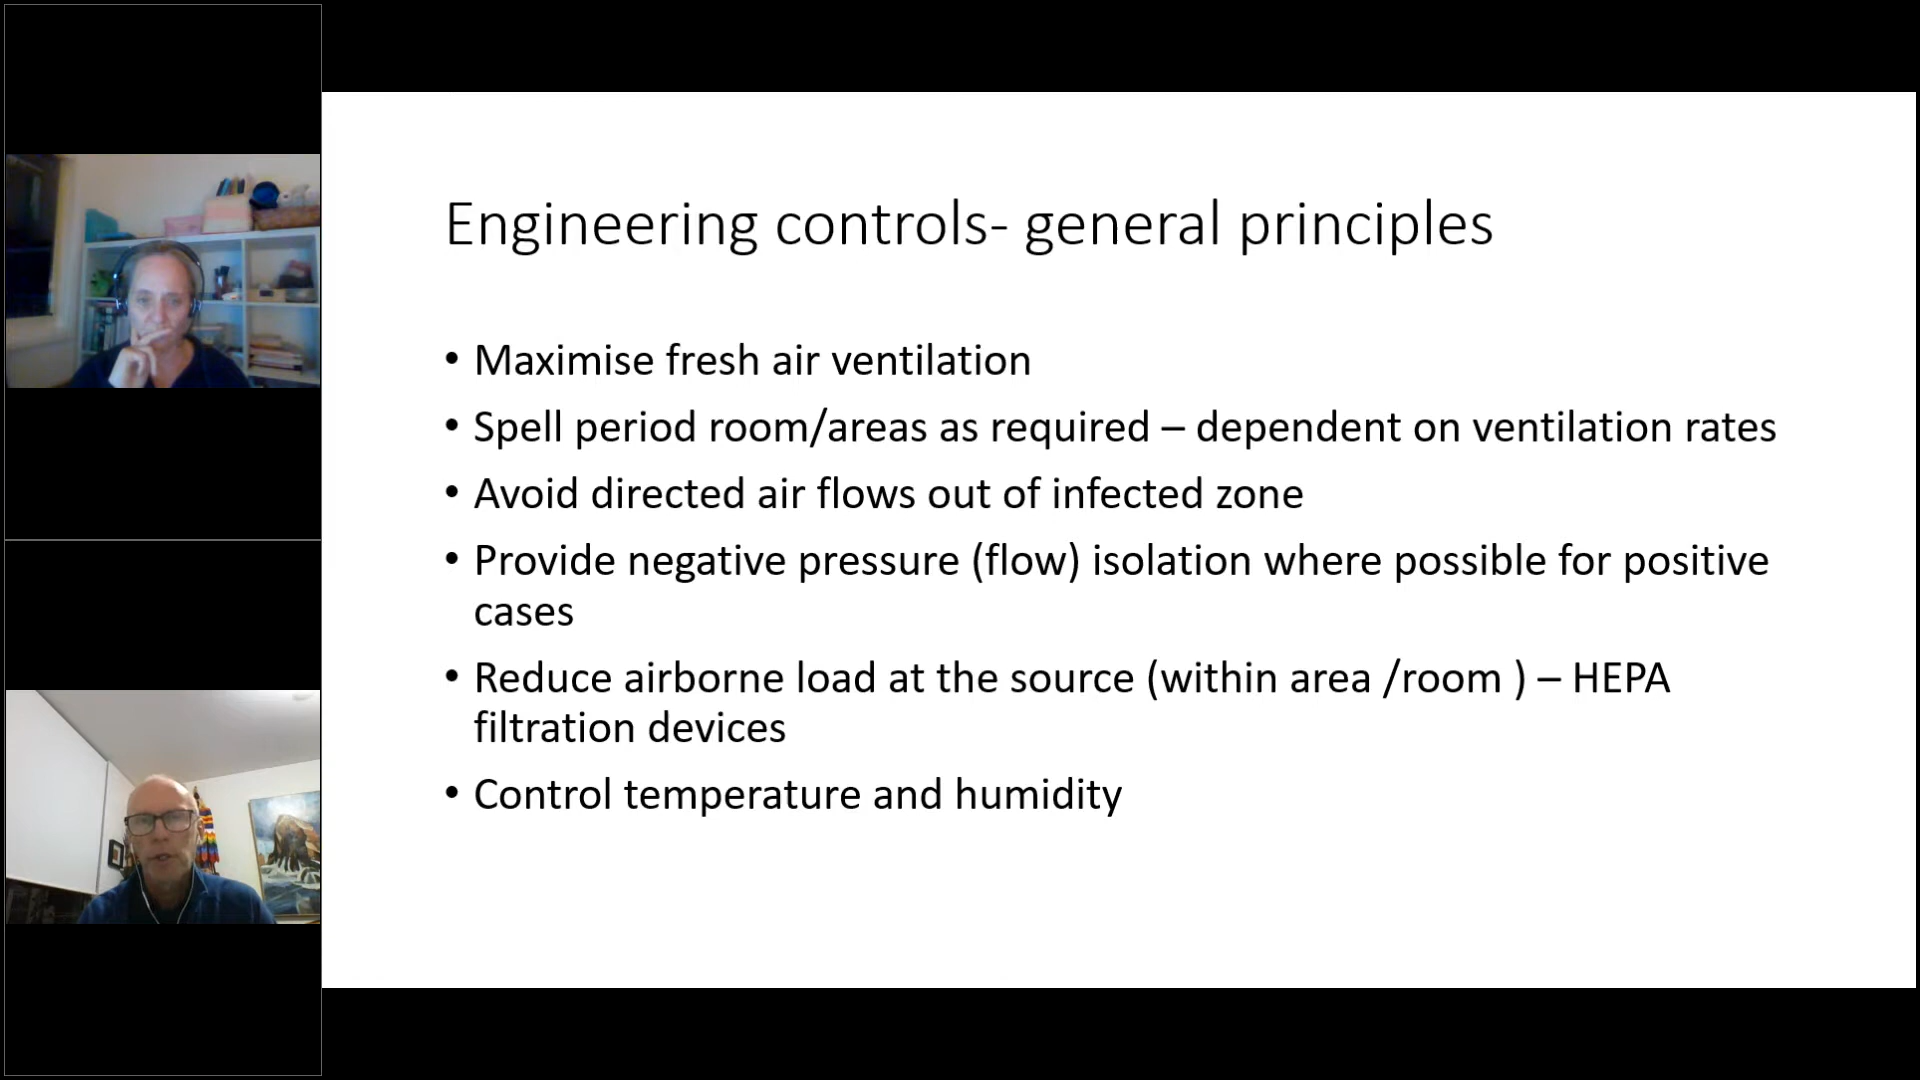 Engineering controls- general principles
• Maximise fresh air ventilation
• Spell period room/areas as required – dependent on ventilation rates
• Avoid directed air flows out of infected zone
• Provide negative pressure (flow) isolation where possible for positive
cases
• Reduce airborne load at the source (within area /room ) – HEPA
filtration devices
• Control temperature and humidity